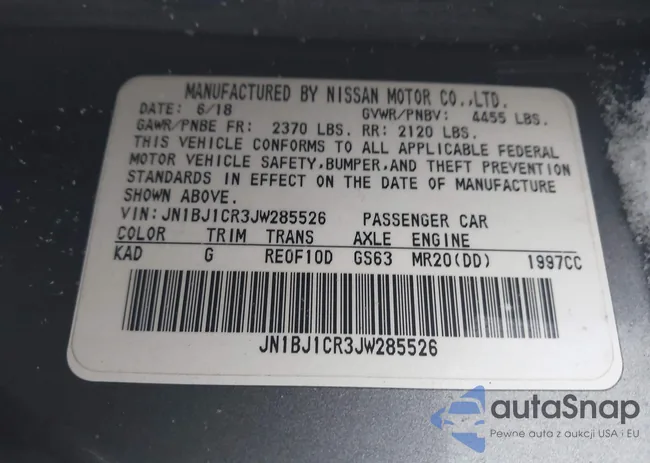 MANUFACTURED BY NISSAN MOTOR CO.,LTD.
DATE: 6/18 GVWR/PNBV: 4455 LBS.
GAWR/PNBE FR: 2370 LBS. RR: 2120 LBS.
THIS VEHICLE CONFORMS TO ALL APPLICABLE FEDERAL
MOTOR VEHICLE SAFETY,BUMPER,AND THEFT PREVENTION
STANDARDS IN EFFECT ON THE DATE OF MANUFACTURE
SHOWN ABOVE.
VIN:JN1BJ1CR3JW285526 PASSENGER CAR
COLOR TRIM TRANS AXLE ENGINE
KAD G RE0F10D GS63 MR20(DD) 1997CC
JN1BJ1CR3JW285526
autaSnap
Pewne auta z aukcji USA i EU